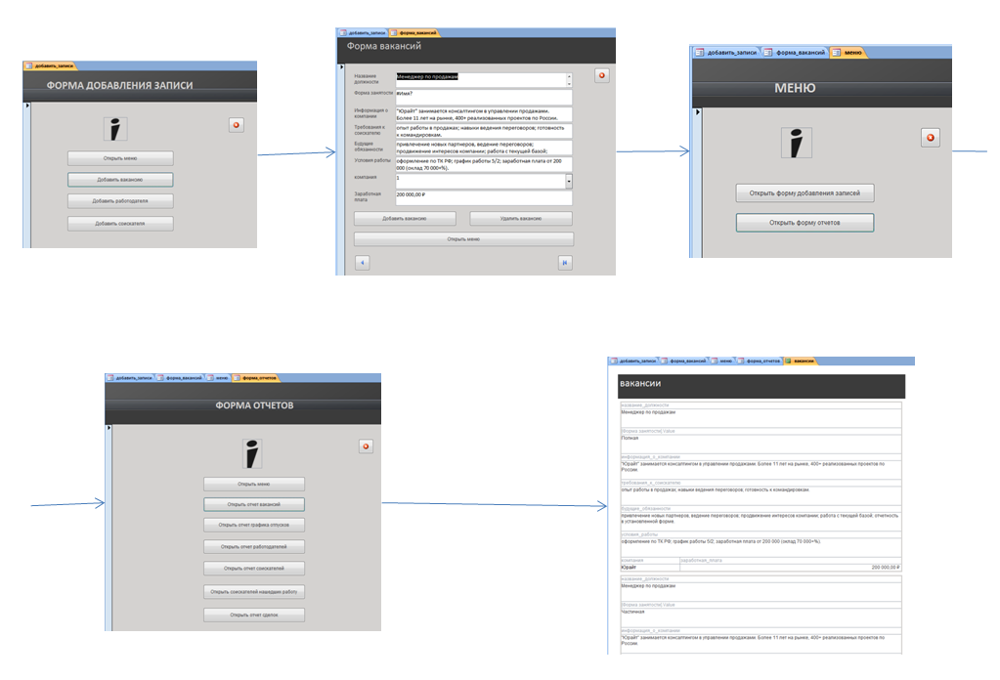 добавить_записи
ФОРМА ДОБАВЛЕНИЯ ЗАПИСИ
Открыть меню
Добавить вакансию
Добавить работодателя
Добавить соискателя
добавить_записи форма_вакансий
Форма вакансий
Название должности
Менеджер по продажам
Форма занятости
#Имя?
Информация о компании
"Юрайт" занимается консалтингом в управлении продажами.
Более 11 лет на рынке, 400+ реализованных проектов по России.
Требования к соискателю
опыт работы в продажах; навыки ведения переговоров; готовность
к командировкам.
Будущие обязанности
привлечение новых партнеров, ведение переговоров;
продвижение интересов компании; работа с текущей базой;
Условия работы
оформление по ТК РФ; график работы 5/2; заработная плата от 200
000 (оклад 70 000+%).
компания
1
Заработная плата
200 000,00 ₽
Добавить вакансию
Удалить вакансию
Открыть меню
добавить_записи форма_вакансий меню
МЕНЮ
Открыть форму добавления записей
Открыть форму отчетов
добавить_записи форма_вакансий меню форма_отчетов
ФОРМА ОТЧЕТОВ
Открыть меню
Открыть отчет вакансий
Открыть отчет графика отпусков
Открыть отчет работодателей
Открыть отчет соискателей
Открыть соискателей нашедших работу
Открыть отчет сделок
добавить_записи форма_вакансий меню форма_отчетов вакансии
вакансии
название_должности
Менеджер по продажам
Форма занятости(.Value
Полная
информация_о_компании
"Юрайт" занимается консалтингом в управлении продажами. Более 11 лет на рынке, 400+ реализованных проектов по
России.
требования_к_соискателю
опыт работы в продажах; навыки ведения переговоров; готовность к командировкам.
будущие_обязанности
привлечение новых партнеров, ведение переговоров; продвижение интересов компании; работа с текущей базой; отчетность
в установленной форме.
условия_работы
оформление по ТК РФ; график работы 5/2; заработная плата от 200 000 (оклад 70 000+%).
компания заработная_плата
Юрайт 200 000,00 ₽
название_должности
Менеджер по продажам
Форма занятости(.Value
Частичная
информация_о_компании
"Юрайт" занимается консалтингом в управлении продажами. Более 11 лет на рынке, 400+ реализованных проектов по
России.